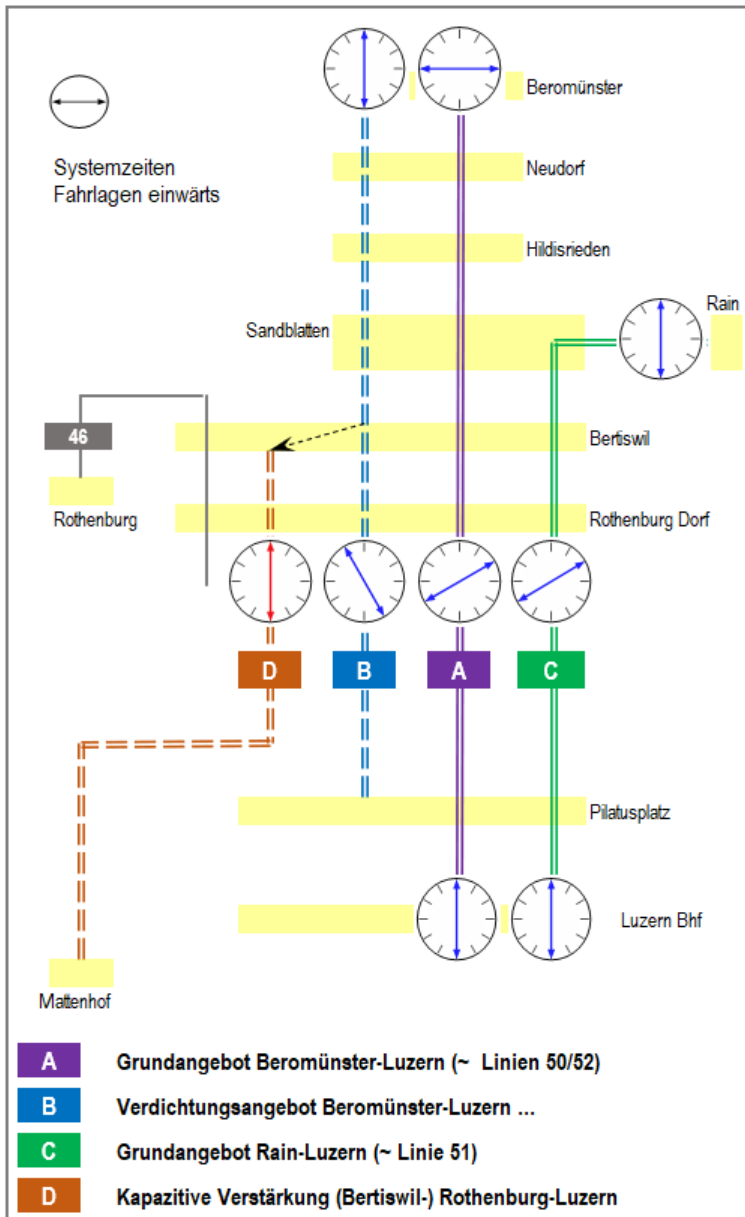 Beromünster
Systemzeiten
Fahrlagen einwärts
Neudorf
Hildisrieden
Rain
Sandblatten
46
Bertiswil
Rothenburg
Rothenburg Dorf
D
B
A
C
Pilatusplatz
Luzern Bhf
Mattenhof
A Grundangebot Beromünster-Luzern (~ Linien 50/52)
B Verdichtungsangebot Beromünster-Luzern ...
C Grundangebot Rain-Luzern (~ Linie 51)
D Kapazitive Verstärkung (Bertiswil-) Rothenburg-Luzern